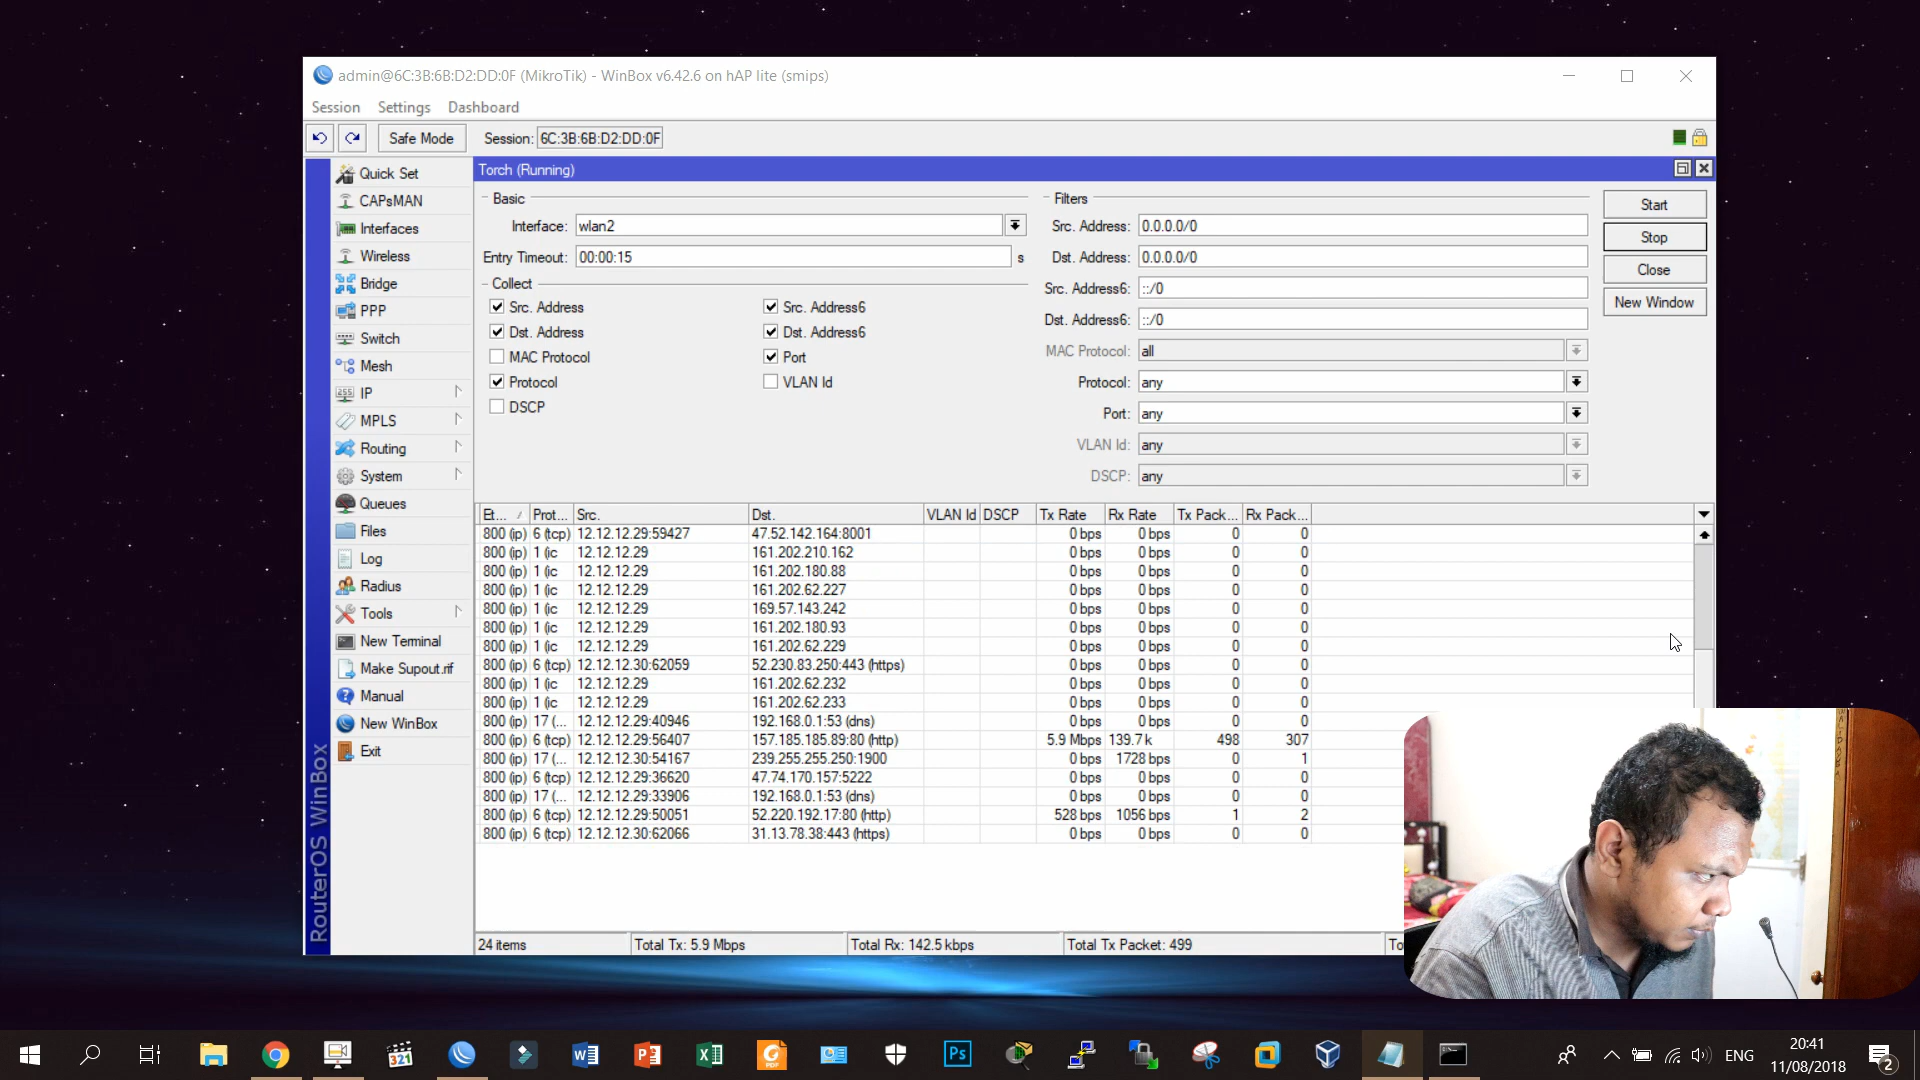 admin@6C:3B:6B:D2:DD:0F (MikroTik) - WinBox v6.42.6 on hAP lite (smips)
Session Settings Dashboard
Safe Mode Session: 6C:3B:6B:D2:DD:0F
Quick Set
CAPsMAN
Interfaces
Wireless
Bridge
PPP
Switch
Mesh
IP
MPLS
Routing
System
Queues
Files
Log
Radius
Tools
New Terminal
Make Supout.rif
Manual
New WinBox
Exit
RouterOS WinBox
Torch (Running)
Basic
Interface: wlan2
Entry Timeout: 00:00:15 s
Collect
Src. Address Src. Address6
Dst. Address Dst. Address6
MAC Protocol Port
Protocol VLAN Id
DSCP
Filters
Src. Address: 0.0.0.0/0
Dst. Address: 0.0.0.0/0
Src. Address6: ::/0
Dst. Address6: ::/0
MAC Protocol: all
Protocol: any
Port: any
VLAN Id: any
DSCP: any
Start
Stop
Close
New Window
Et... Prot... Src. Dst. VLAN Id DSCP Tx Rate Rx Rate Tx Pack... Rx Pack...
800 (ip) 6 (tcp) 12.12.12.29:59427 47.52.142.164:8001 0 bps 0 bps 0 0
800 (ip) 1 (ic 12.12.12.29 161.202.210.162 0 bps 0 bps 0 0
800 (ip) 1 (ic 12.12.12.29 161.202.180.88 0 bps 0 bps 0 0
800 (ip) 1 (ic 12.12.12.29 161.202.62.227 0 bps 0 bps 0 0
800 (ip) 1 (ic 12.12.12.29 169.57.143.242 0 bps 0 bps 0 0
800 (ip) 1 (ic 12.12.12.29 161.202.180.93 0 bps 0 bps 0 0
800 (ip) 1 (ic 12.12.12.29 161.202.62.229 0 bps 0 bps 0 0
800 (ip) 6 (tcp) 12.12.12.30:62059 52.230.83.250:443 (https) 0 bps 0 bps 0 0
800 (ip) 1 (ic 12.12.12.29 161.202.62.232 0 bps 0 bps 0 0
800 (ip) 1 (ic 12.12.12.29 161.202.62.233 0 bps 0 bps 0 0
800 (ip) 17 (... 12.12.12.29:40946 192.168.0.1:53 (dns) 0 bps 0 bps 0 0
800 (ip) 6 (tcp) 12.12.12.29:56407 157.185.185.89:80 (http) 5.9 Mbps 139.7 k 498 307
800 (ip) 17 (... 12.12.12.30:54167 239.255.255.250:1900 0 bps 1728 bps 0 1
800 (ip) 6 (tcp) 12.12.12.29:36620 47.74.170.157:5222 0 bps 0 bps 0 0
800 (ip) 17 (... 12.12.12.29:33906 192.168.0.1:53 (dns) 0 bps 0 bps 0 0
800 (ip) 6 (tcp) 12.12.12.29:50051 52.220.192.17:80 (http) 528 bps 1056 bps 1 2
800 (ip) 6 (tcp) 12.12.12.30:62066 31.13.78.38:443 (https) 0 bps 0 bps 0 0
24 items Total Tx: 5.9 Mbps Total Rx: 142.5 kbps Total Tx Packet: 499 To
321 PDF Ps ENG
20:41
11/08/2018
2